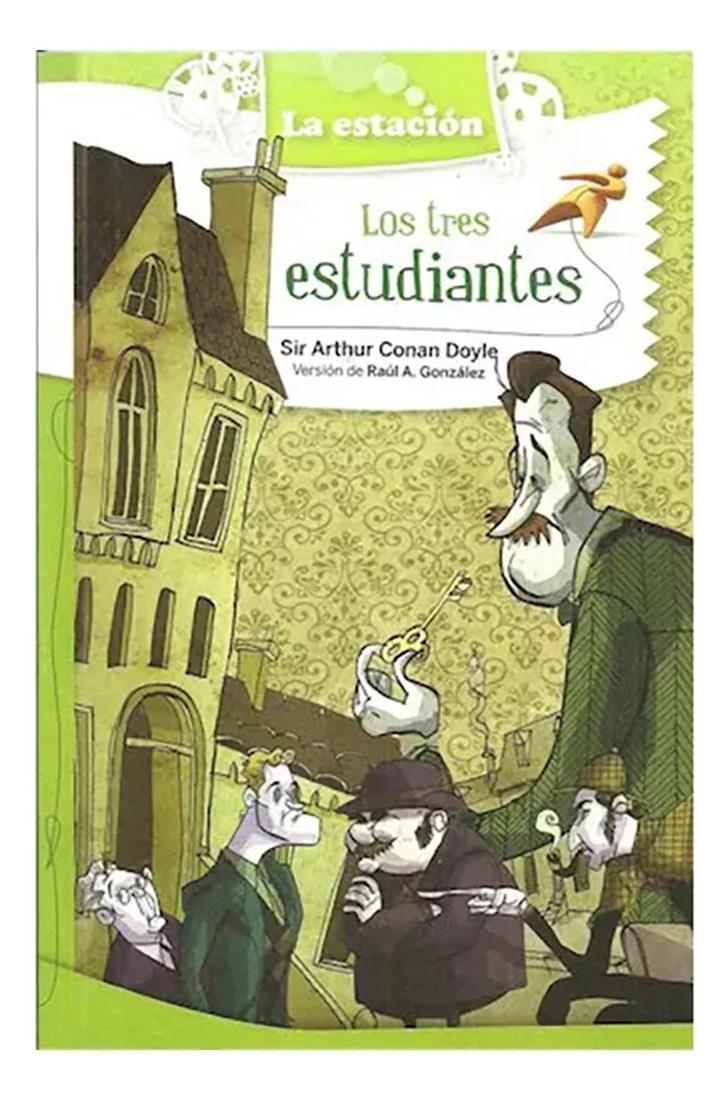 La estación
Los tres
estudiantes
Sir Arthur Conan Doyle
Versión de Raúl A. González